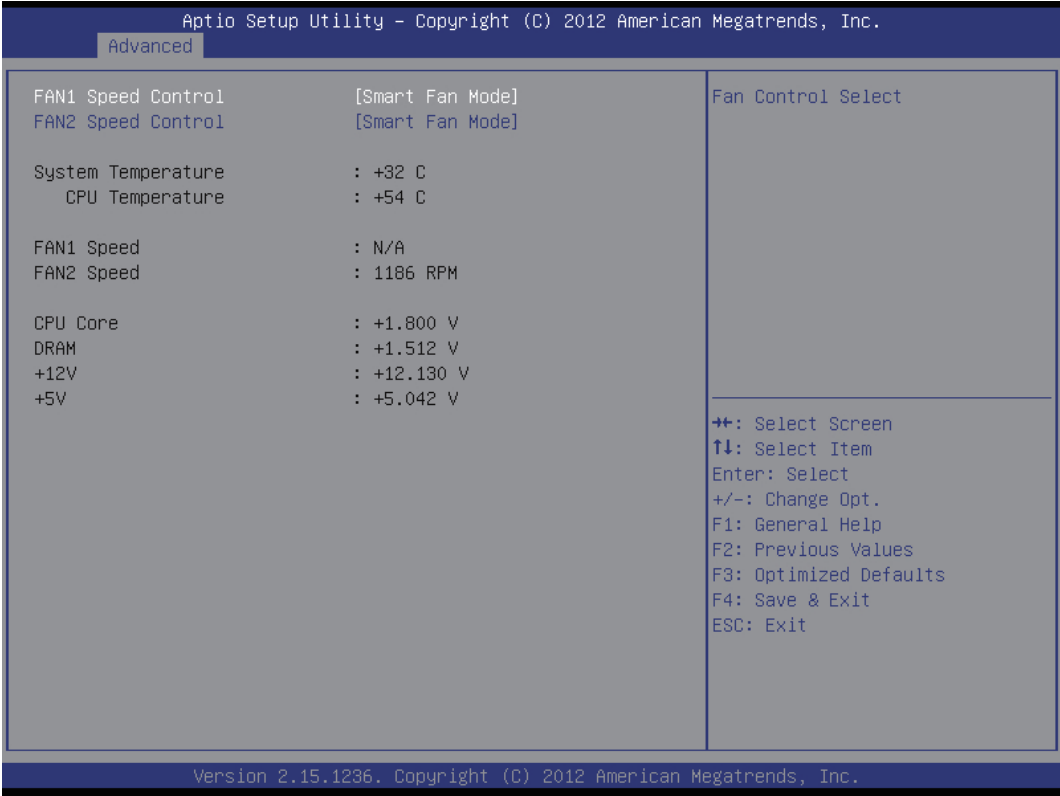 Aptio Setup Utility – Copyright (C) 2012 American Megatrends, Inc.
Advanced
FAN1 Speed Control [Smart Fan Mode]
FAN2 Speed Control [Smart Fan Mode]
System Temperature : +32 C
CPU Temperature : +54 C
FAN1 Speed : N/A
FAN2 Speed : 1186 RPM
CPU Core : +1.800 V
DRAM : +1.512 V
+12V : +12.130 V
+5V : +5.042 V
Fan Control Select
→←: Select Screen
↑↓: Select Item
Enter: Select
+/-: Change Opt.
F1: General Help
F2: Previous Values
F3: Optimized Defaults
F4: Save & Exit
ESC: Exit
Version 2.15.1236. Copyright (C) 2012 American Megatrends, Inc.